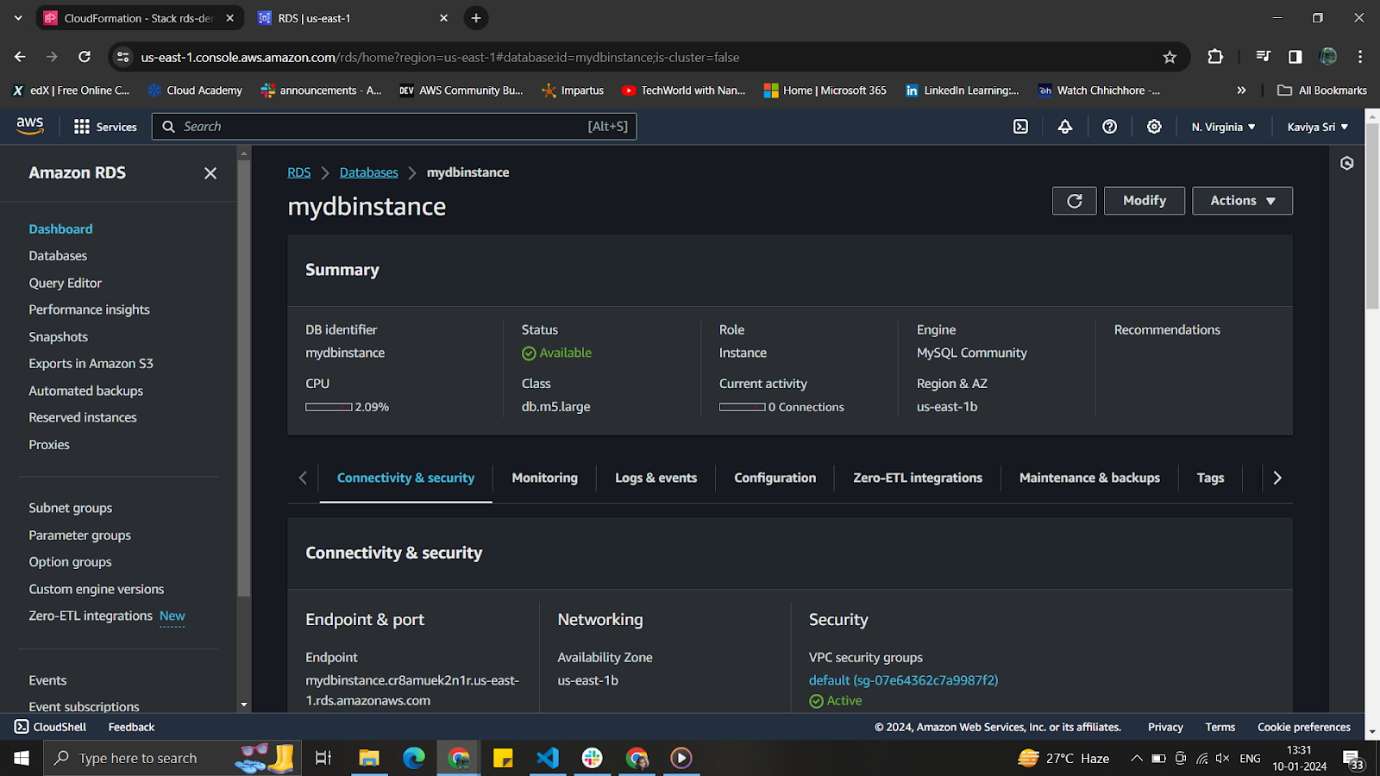 CloudFormation - Stack rds-der
RDS | us-east-1
us-east-1.console.aws.amazon.com/rds/home?region=us-east-1#database:id=mydbinstance;is-cluster=false
edX | Free Online C...
Cloud Academy
announcements - A...
DEV
AWS Community Bu...
Impartus
TechWorld with Nan...
Home | Microsoft 365
LinkedIn Learning:...
Watch Chhichhore -...
All Bookmarks
aws
Services
Search
[Alt+S]
N. Virginia
Kaviya Sri
Amazon RDS
Dashboard
Databases
Query Editor
Performance insights
Snapshots
Exports in Amazon S3
Automated backups
Reserved instances
Proxies
Subnet groups
Parameter groups
Option groups
Custom engine versions
Zero-ETL integrations New
Events
Event subscriptions
RDS > Databases > mydbinstance
mydbinstance
Modify
Actions
Summary
DB identifier
mydbinstance
CPU
2.09%
Status
Available
Class
db.m5.large
Role
Instance
Current activity
0 Connections
Engine
MySQL Community
Region & AZ
us-east-1b
Recommendations
Connectivity & security
Monitoring
Logs & events
Configuration
Zero-ETL integrations
Maintenance & backups
Tags
Connectivity & security
Endpoint & port
Endpoint
mydbinstance.cr8amuek2n1r.us-east-
1.rds.amazonaws.com
Networking
Availability Zone
us-east-1b
Security
VPC security groups
default (sg-07e64362c7a9987f2)
Active
CloudShell
Feedback
© 2024, Amazon Web Services, Inc. or its affiliates.
Privacy
Terms
Cookie preferences
Type here to search
27°C Haze
ENG
13:31
10-01-2024
33